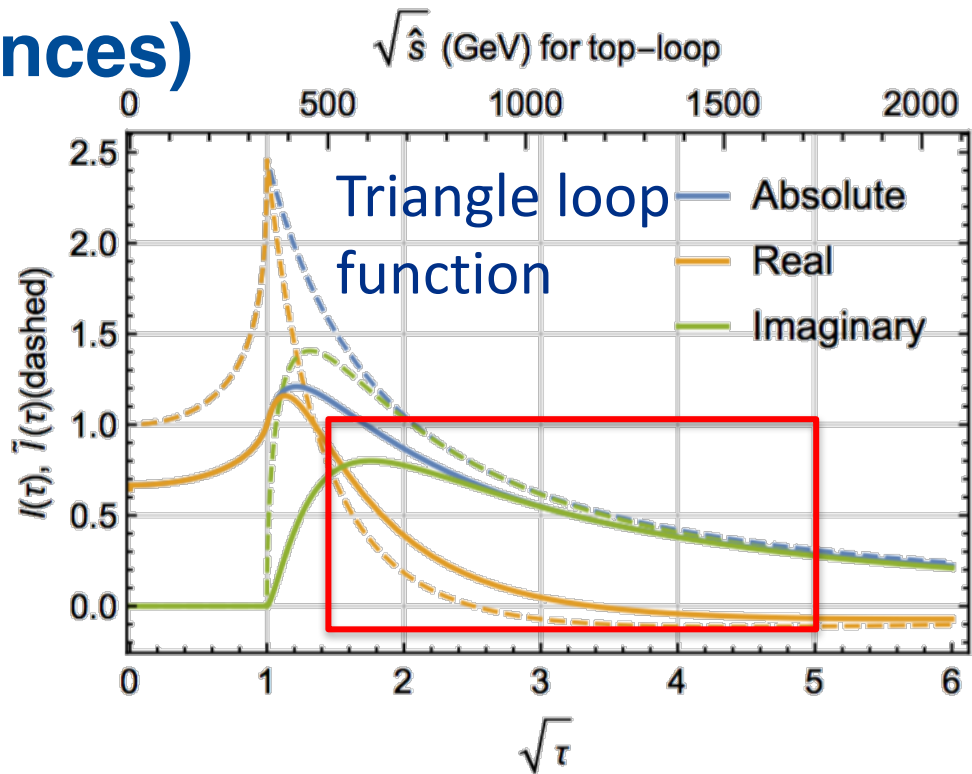 nces)
√ŝ (GeV) for top-loop
0 500 1000 1500 2000
I(τ), Ĩ(τ)(dashed)
2.5
2.0
1.5
1.0
0.5
0.0
Triangle loop
function
Absolute
Real
Imaginary
0 1 2 3 4 5 6
√τ